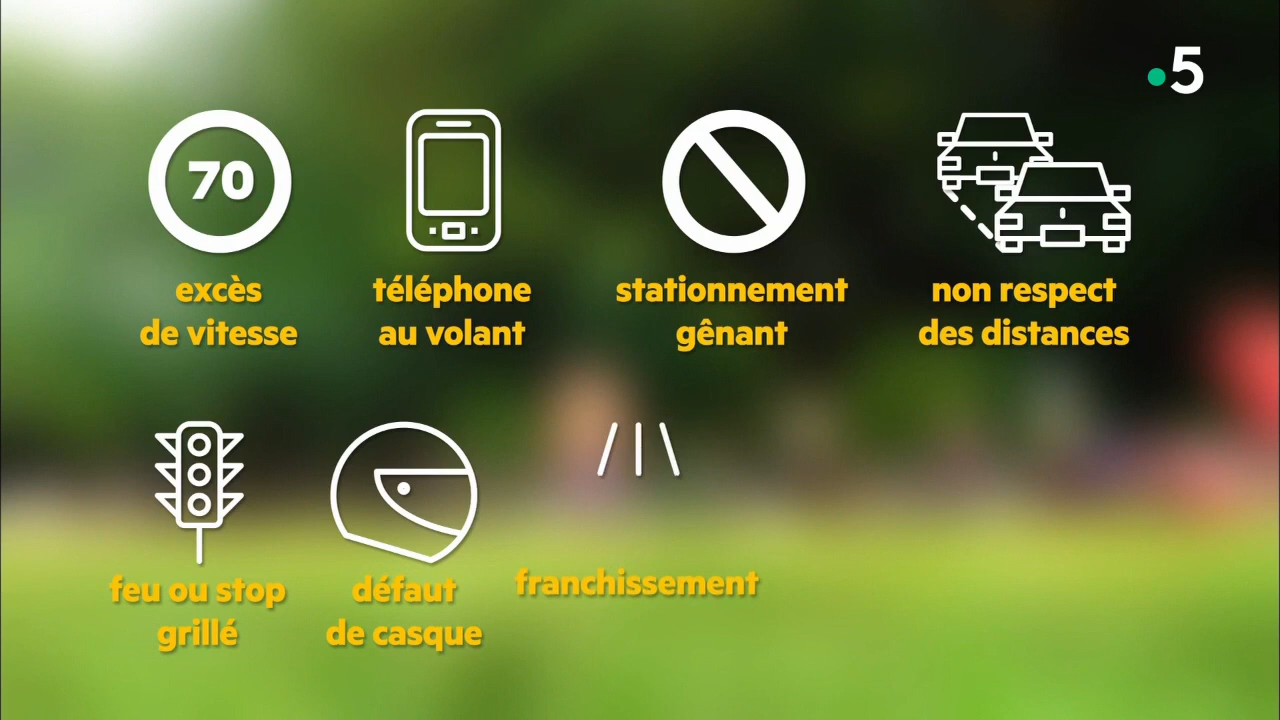 5
70
excès
de vitesse
téléphone
au volant
stationnement
gênant
non respect
des distances
feu ou stop
grillé
défaut
de casque
franchissement